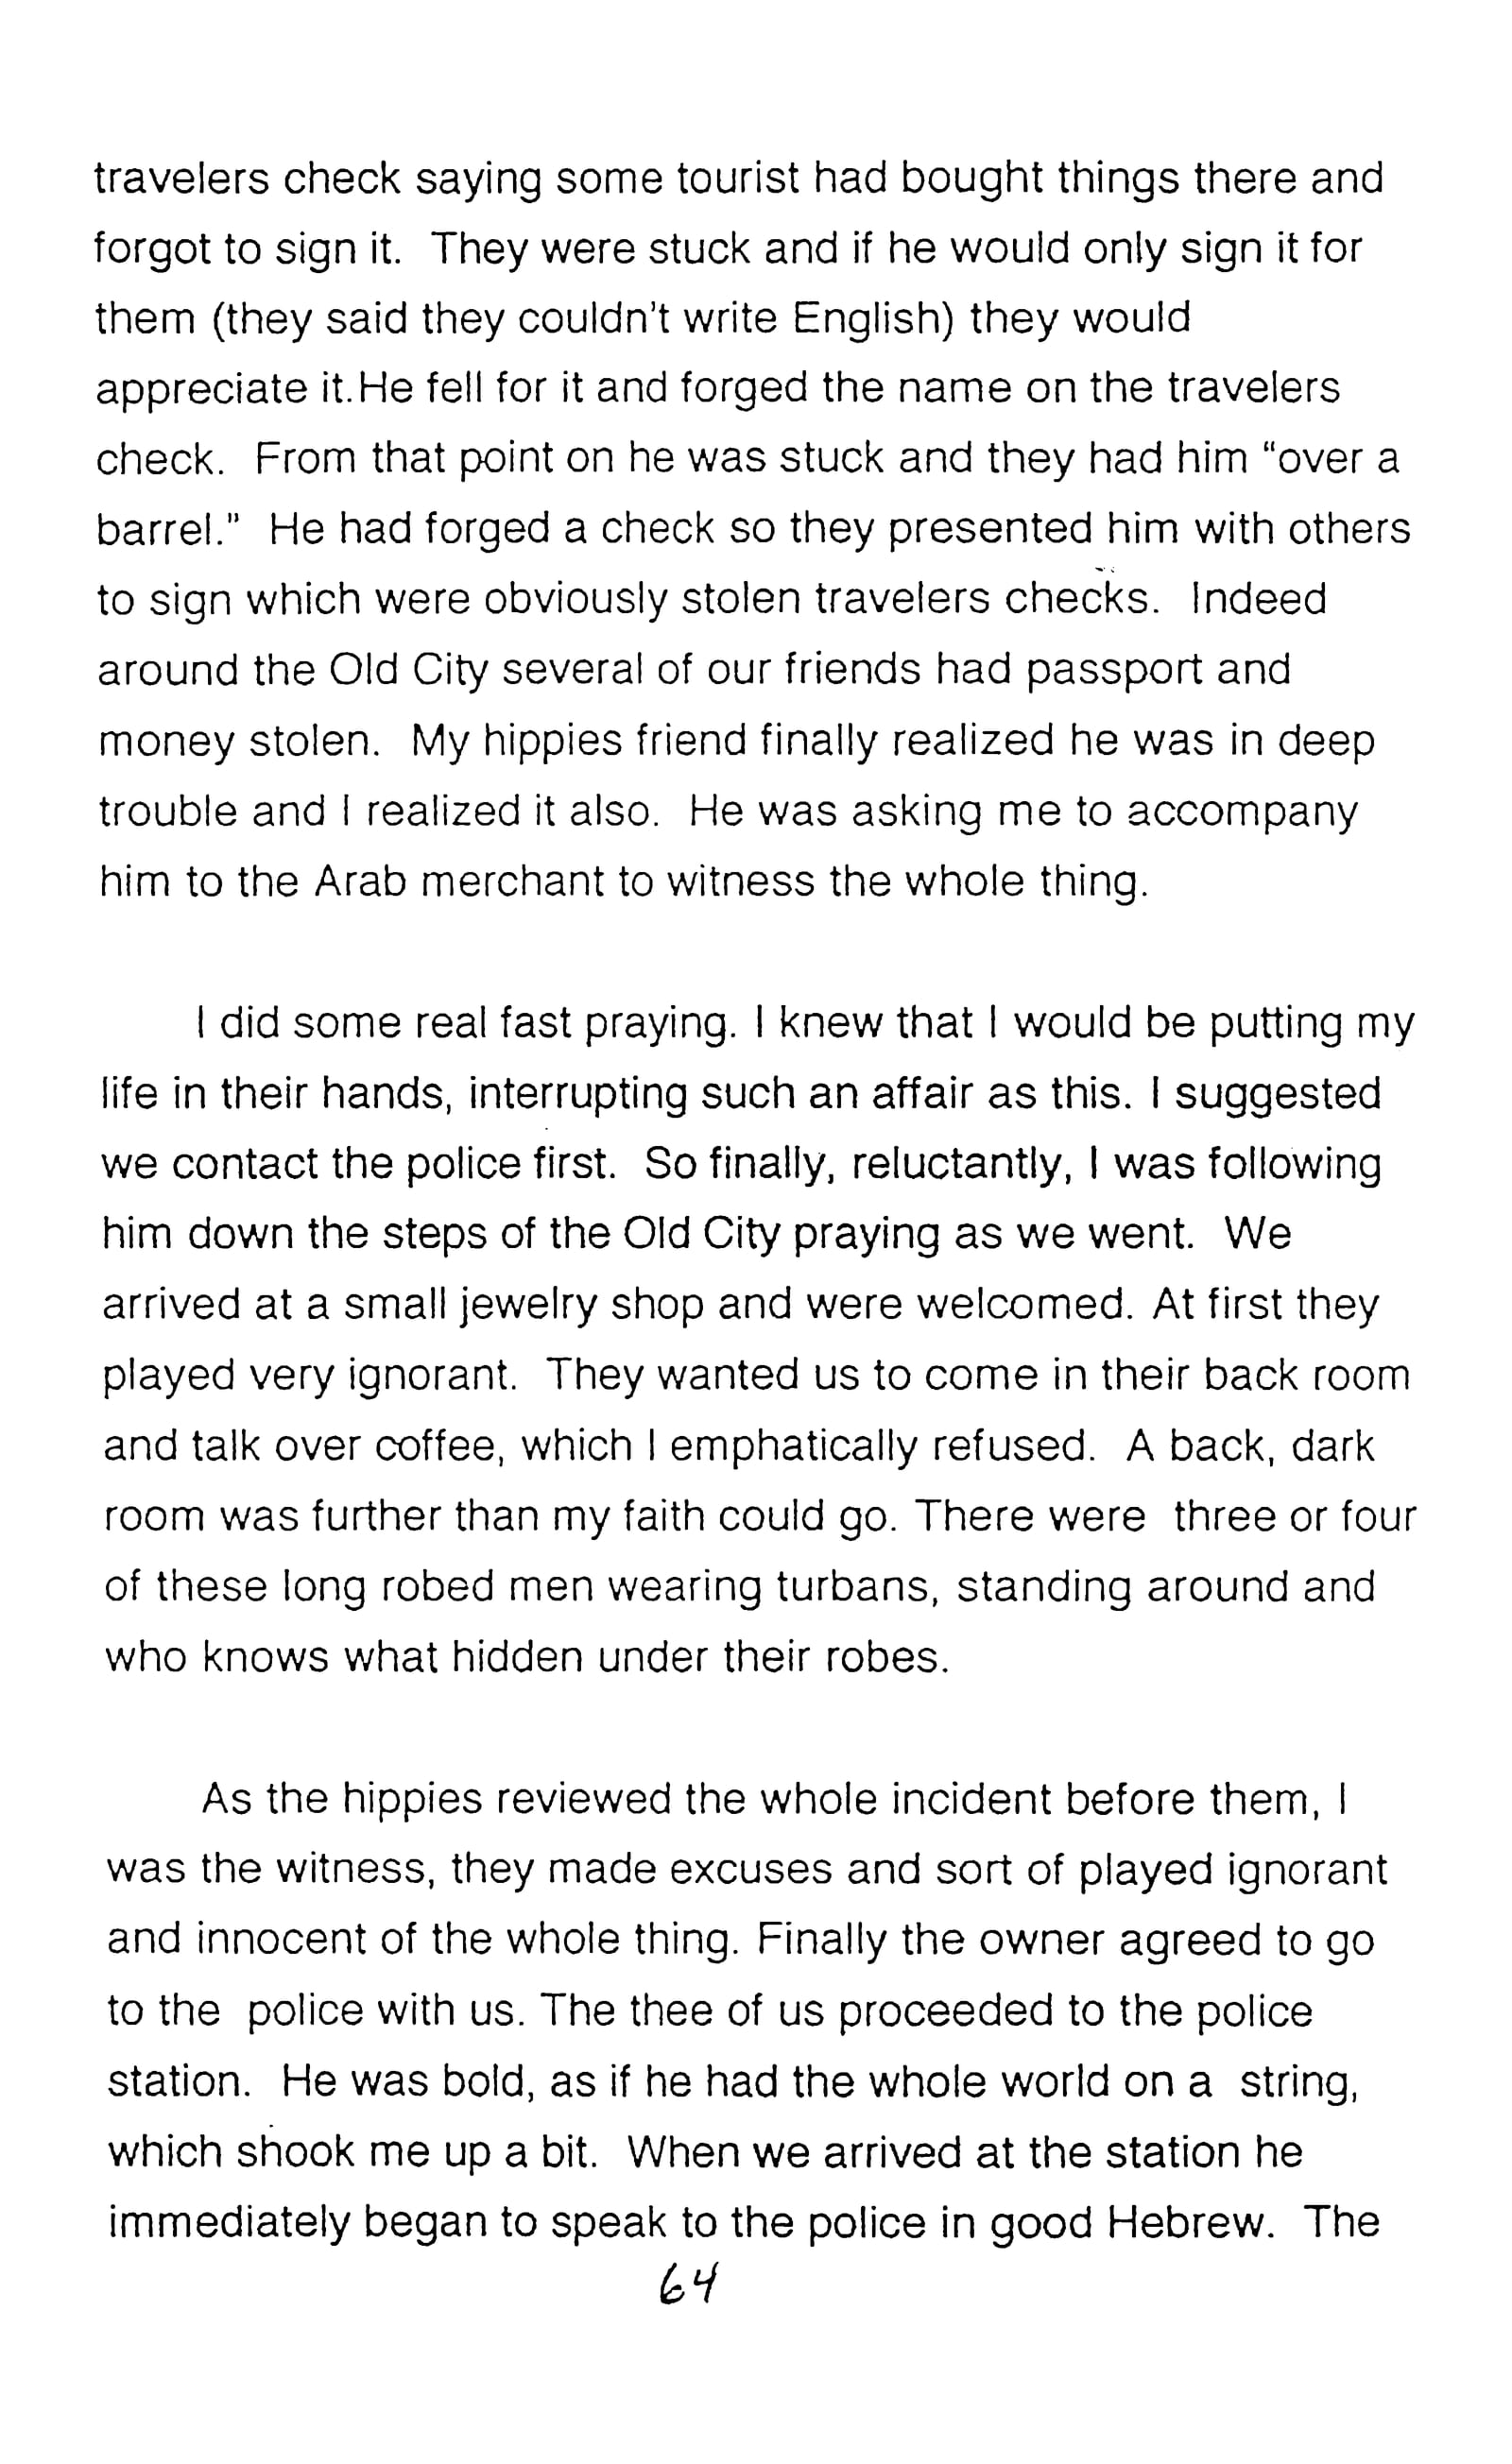 travelers check saying some tourist had bought things there and
forgot to sign it.  They were stuck and if he would only sign it for
them (they said they couldn't write English) they would
appreciate it.He fell for it and forged the name on the travelers
check.  From that point on he was stuck and they had him “over a
barrel."  He had forged a check so they presented him with others
to sign which were obviously stolen travelers checks.  Indeed
around the Old City several of our friends had passport and
money stolen.  My hippies friend finally realized he was in deep
trouble and I realized it also.  He was asking me to accompany
him to the Arab merchant to witness the whole thing.

I did some real fast praying. I knew that I would be putting my
life in their hands, interrupting such an affair as this. I suggested
we contact the police first.  So finally, reluctantly, I was following
him down the steps of the Old City praying as we went.  We
arrived at a small jewelry shop and were welcomed. At first they
played very ignorant.  They wanted us to come in their back room
and talk over coffee, which I emphatically refused.  A back, dark
room was further than my faith could go. There were  three or four
of these long robed men wearing turbans, standing around and
who knows what hidden under their robes.

As the hippies reviewed the whole incident before them, I
was the witness, they made excuses and sort of played ignorant
and innocent of the whole thing. Finally the owner agreed to go
to the  police with us. The thee of us proceeded to the police
station.  He was bold, as if he had the whole world on a  string,
which shook me up a bit.  When we arrived at the station he
immediately began to speak to the police in good Hebrew.  The
64